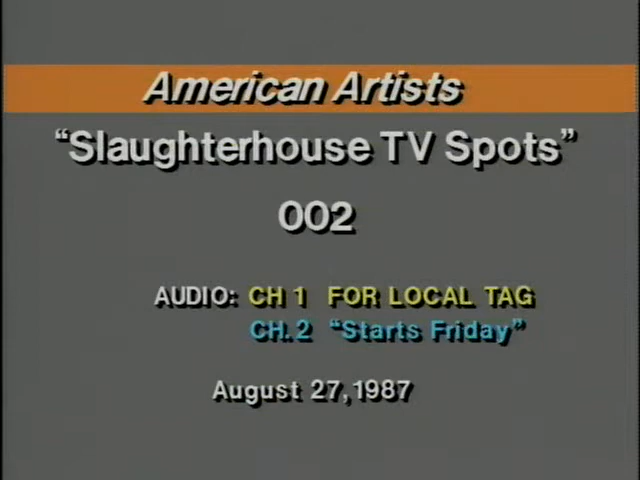 American Artists
“Slaughterhouse TV Spots”
002
AUDIO: CH 1 FOR LOCAL TAG
CH.2 “Starts Friday”
August 27,1987